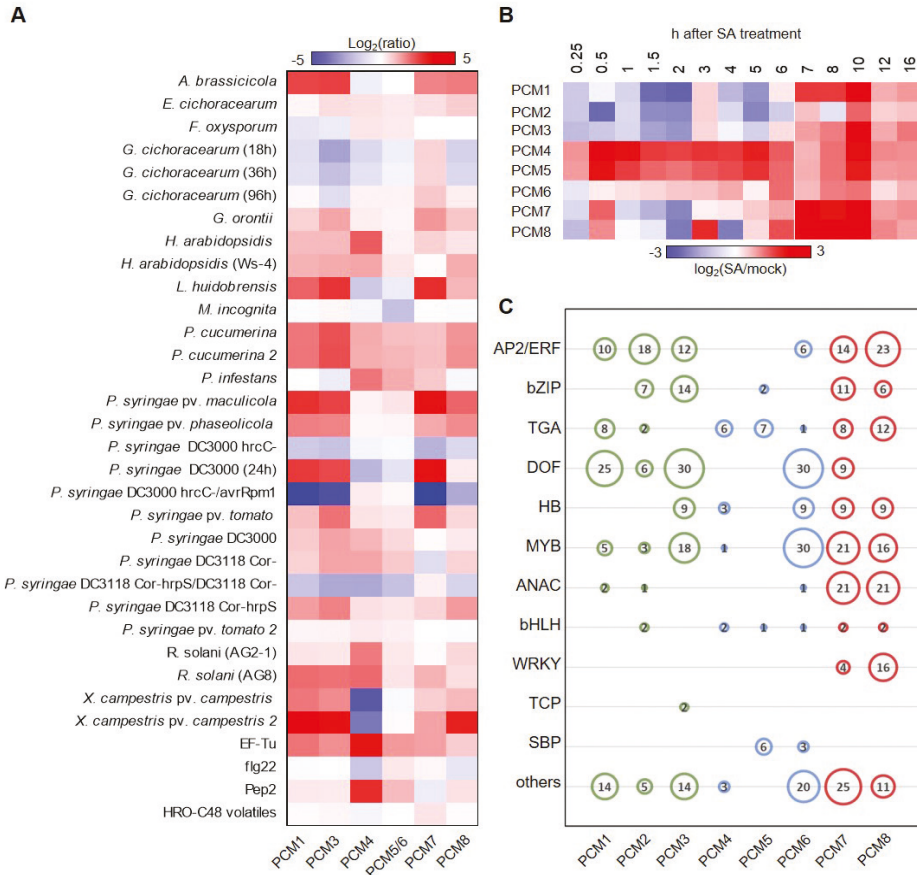 A
Log2(ratio)
-5
5
A. brassicicola
E. cichoracearum
F. oxysporum
G. cichoracearum (18h)
G. cichoracearum (36h)
G. cichoracearum (96h)
G. orontii
H. arabidopsidis
H. arabidopsidis (Ws-4)
L. huidobrensis
M. incognita
P. cucumerina
P. cucumerina 2
P. infestans
P. syringae pv. maculicola
P. syringae pv. phaseolicola
P. syringae DC3000 hrcC-
P. syringae DC3000 (24h)
P. syringae DC3000 hrcC-/avrRpm1
P. syringae pv. tomato
P. syringae DC3000
P. syringae DC3118 Cor-
P. syringae DC3118 Cor-hrpS/DC3118 Cor-
P. syringae DC3118 Cor-hrpS
P. syringae pv. tomato 2
R. solani (AG2-1)
R. solani (AG8)
X. campestris pv. campestris
X. campestris pv. campestris 2
EF-Tu
flg22
Pep2
HRO-C48 volatiles
PCM1 PCM3 PCM4 PCM5/6 PCM7 PCM8
B
h after SA treatment
0.25 0.5 1 1.5 2 3 4 5 6 7 8 10 12 16
PCM1
PCM2
PCM3
PCM4
PCM5
PCM6
PCM7
PCM8
-3
3
log2(SA/mock)
C
AP2/ERF 10 18 12 6 14 23
bZIP 7 14 2 11 6
TGA 8 2 6 7 1 8 12
DOF 25 6 30 30 9
HB 9 3 9 9 9
MYB 5 3 18 1 30 21 16
ANAC 2 1 1 21 21
bHLH 2 2 1 1 2 2
WRKY 4 16
TCP 2
SBP 6 3
others 14 5 14 3 20 25 11
PCM1 PCM2 PCM3 PCM4 PCM5 PCM6 PCM7 PCM8